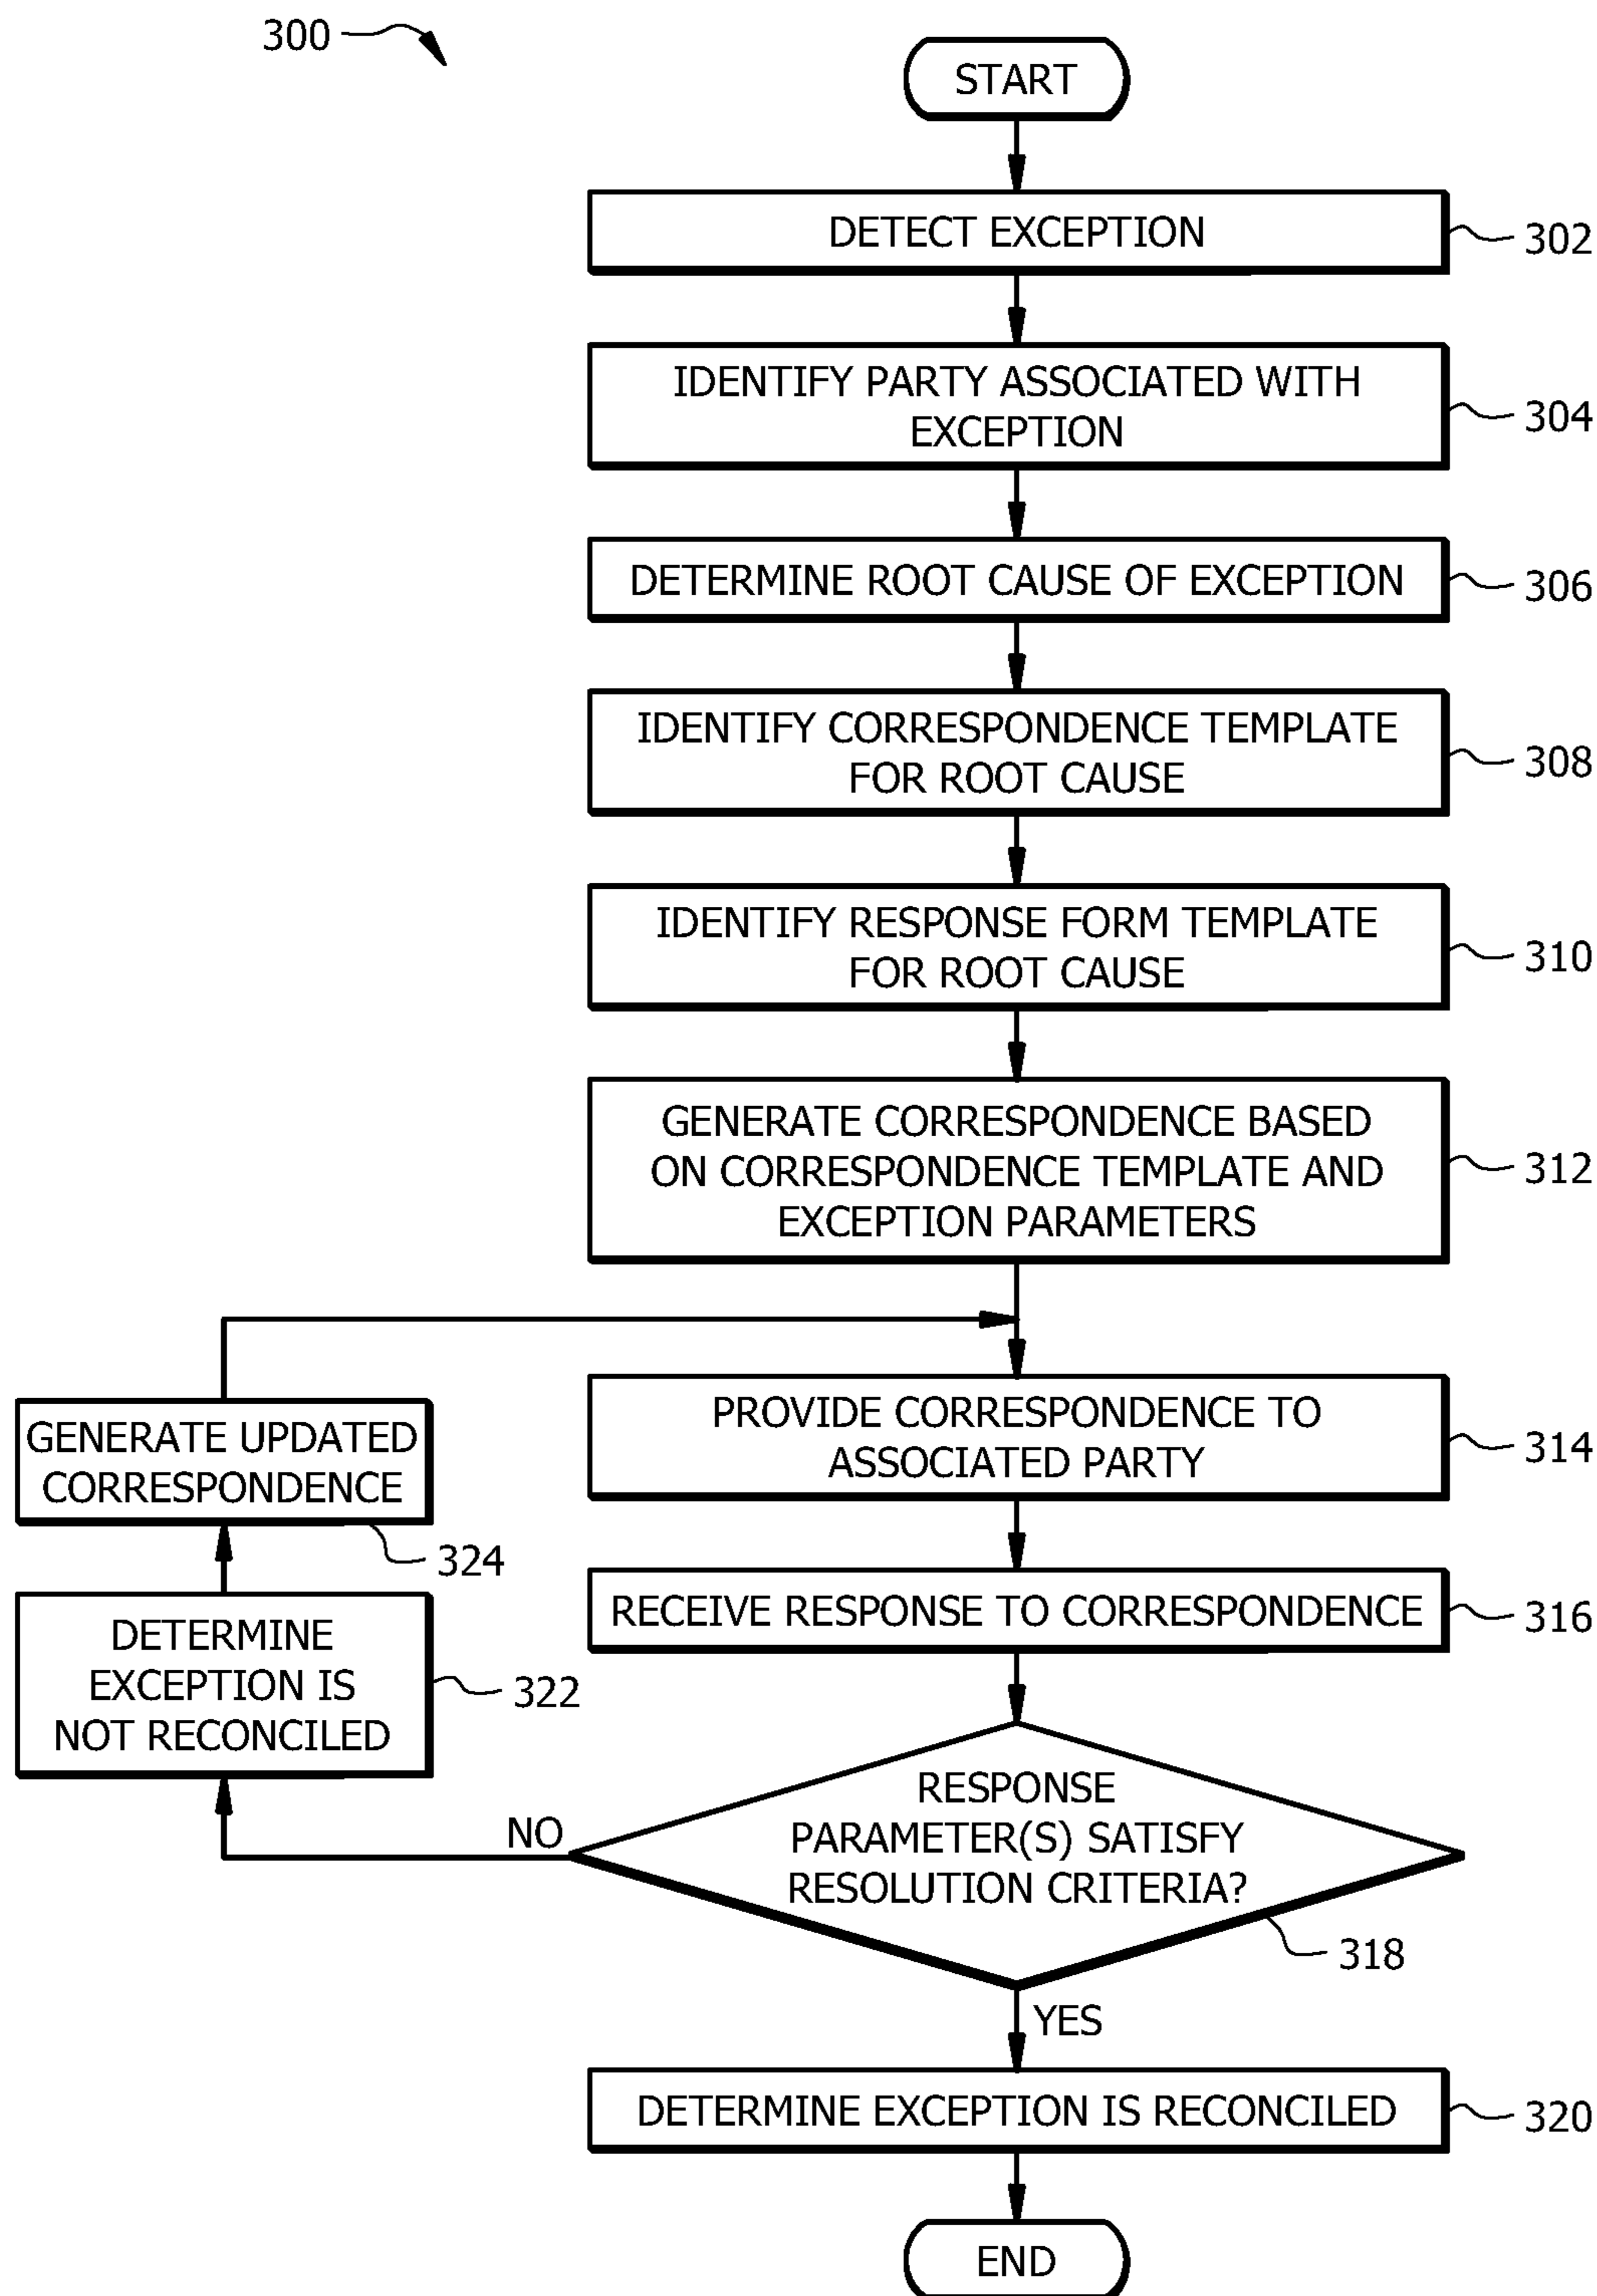 300
START
DETECT EXCEPTION
302
IDENTIFY PARTY ASSOCIATED WITH
EXCEPTION
304
DETERMINE ROOT CAUSE OF EXCEPTION
306
IDENTIFY CORRESPONDENCE TEMPLATE
FOR ROOT CAUSE
308
IDENTIFY RESPONSE FORM TEMPLATE
FOR ROOT CAUSE
310
GENERATE CORRESPONDENCE BASED
ON CORRESPONDENCE TEMPLATE AND
EXCEPTION PARAMETERS
312
PROVIDE CORRESPONDENCE TO
ASSOCIATED PARTY
314
RECEIVE RESPONSE TO CORRESPONDENCE
316
RESPONSE
PARAMETER(S) SATISFY
RESOLUTION CRITERIA?
318
NO
DETERMINE
EXCEPTION IS
NOT RECONCILED
322
GENERATE UPDATED
CORRESPONDENCE
324
YES
DETERMINE EXCEPTION IS RECONCILED
320
END